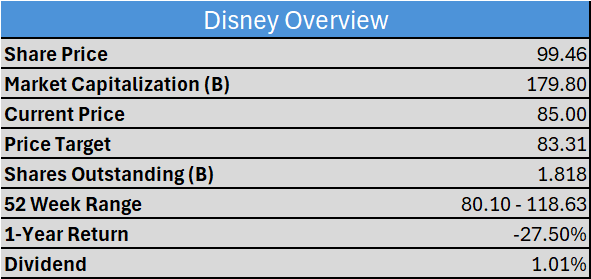 Disney Overview
Share Price 99.46
Market Capitalization (B) 179.80
Current Price 85.00
Price Target 83.31
Shares Outstanding (B) 1.818
52 Week Range 80.10 - 118.63
1-Year Return -27.50%
Dividend 1.01%